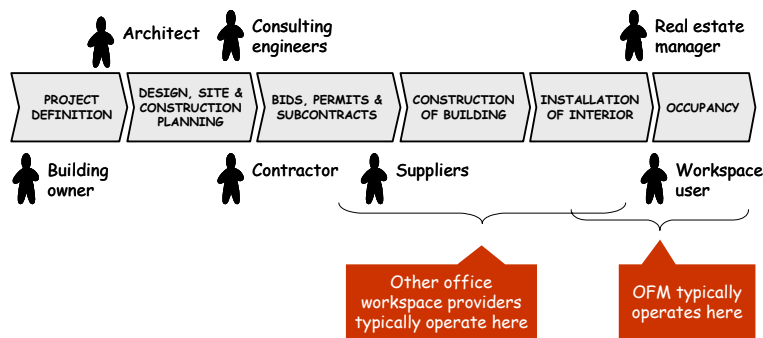 Architect
Consulting
engineers
Real estate
manager
PROJECT
DEFINITION
DESIGN, SITE &
CONSTRUCTION
PLANNING
BIDS, PERMITS &
SUBCONTRACTS
CONSTRUCTION
OF BUILDING
INSTALLATION
OF INTERIOR
OCCUPANCY
Building
owner
Contractor
Suppliers
Workspace
user
Other office
workspace providers
typically operate here
OFM typically
operates here